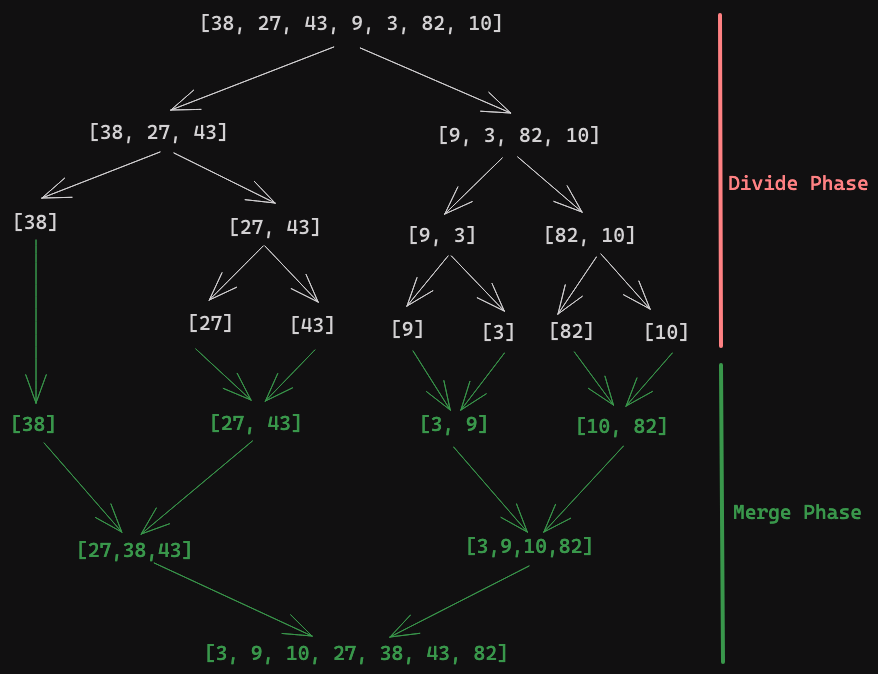 [38, 27, 43, 9, 3, 82, 10]
[38, 27, 43]
[9, 3, 82, 10]
Divide Phase
[38]
[27, 43]
[9, 3]
[82, 10]
[27]
[43]
[9]
[3]
[82]
[10]
[38]
[27, 43]
[3, 9]
[10, 82]
Merge Phase
[27,38,43]
[3,9,10,82]
[3, 9, 10, 27, 38, 43, 82]